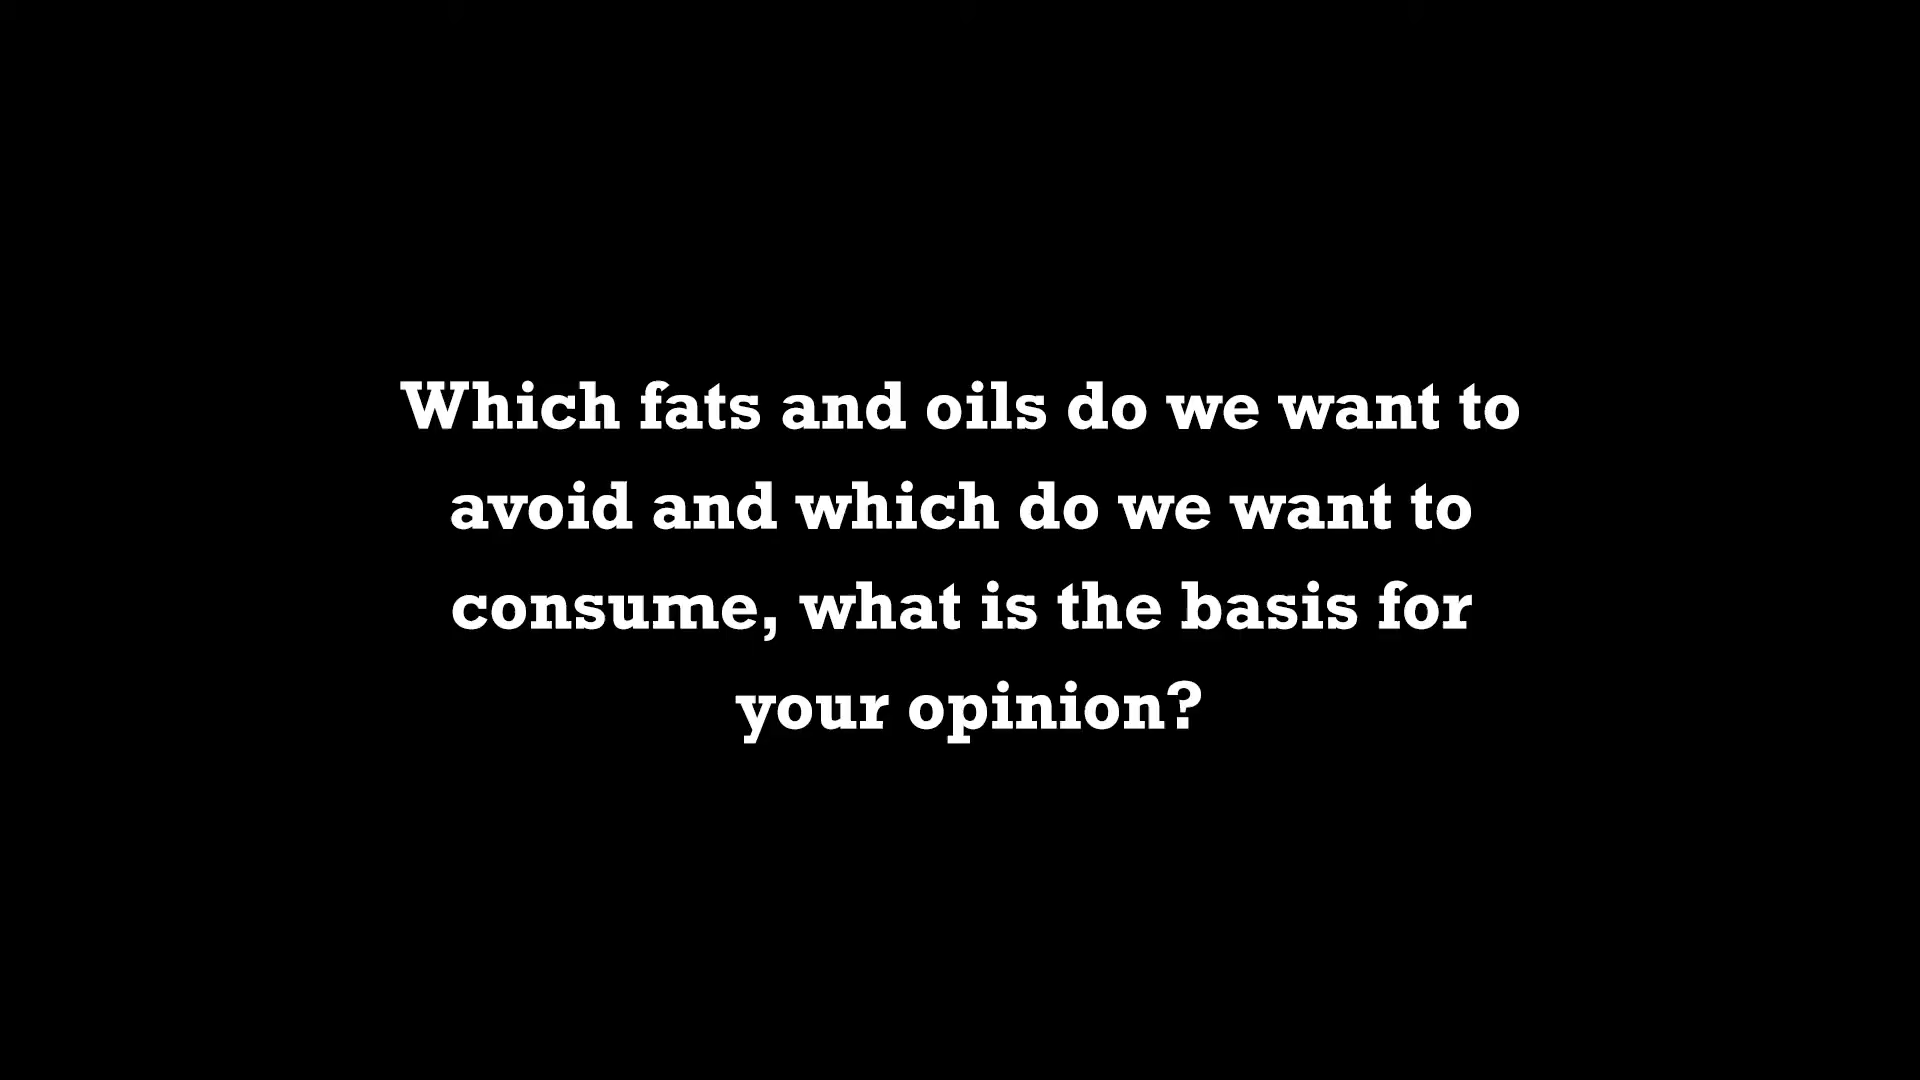 Which fats and oils do we want to
avoid and which do we want to
consume, what is the basis for
your opinion?